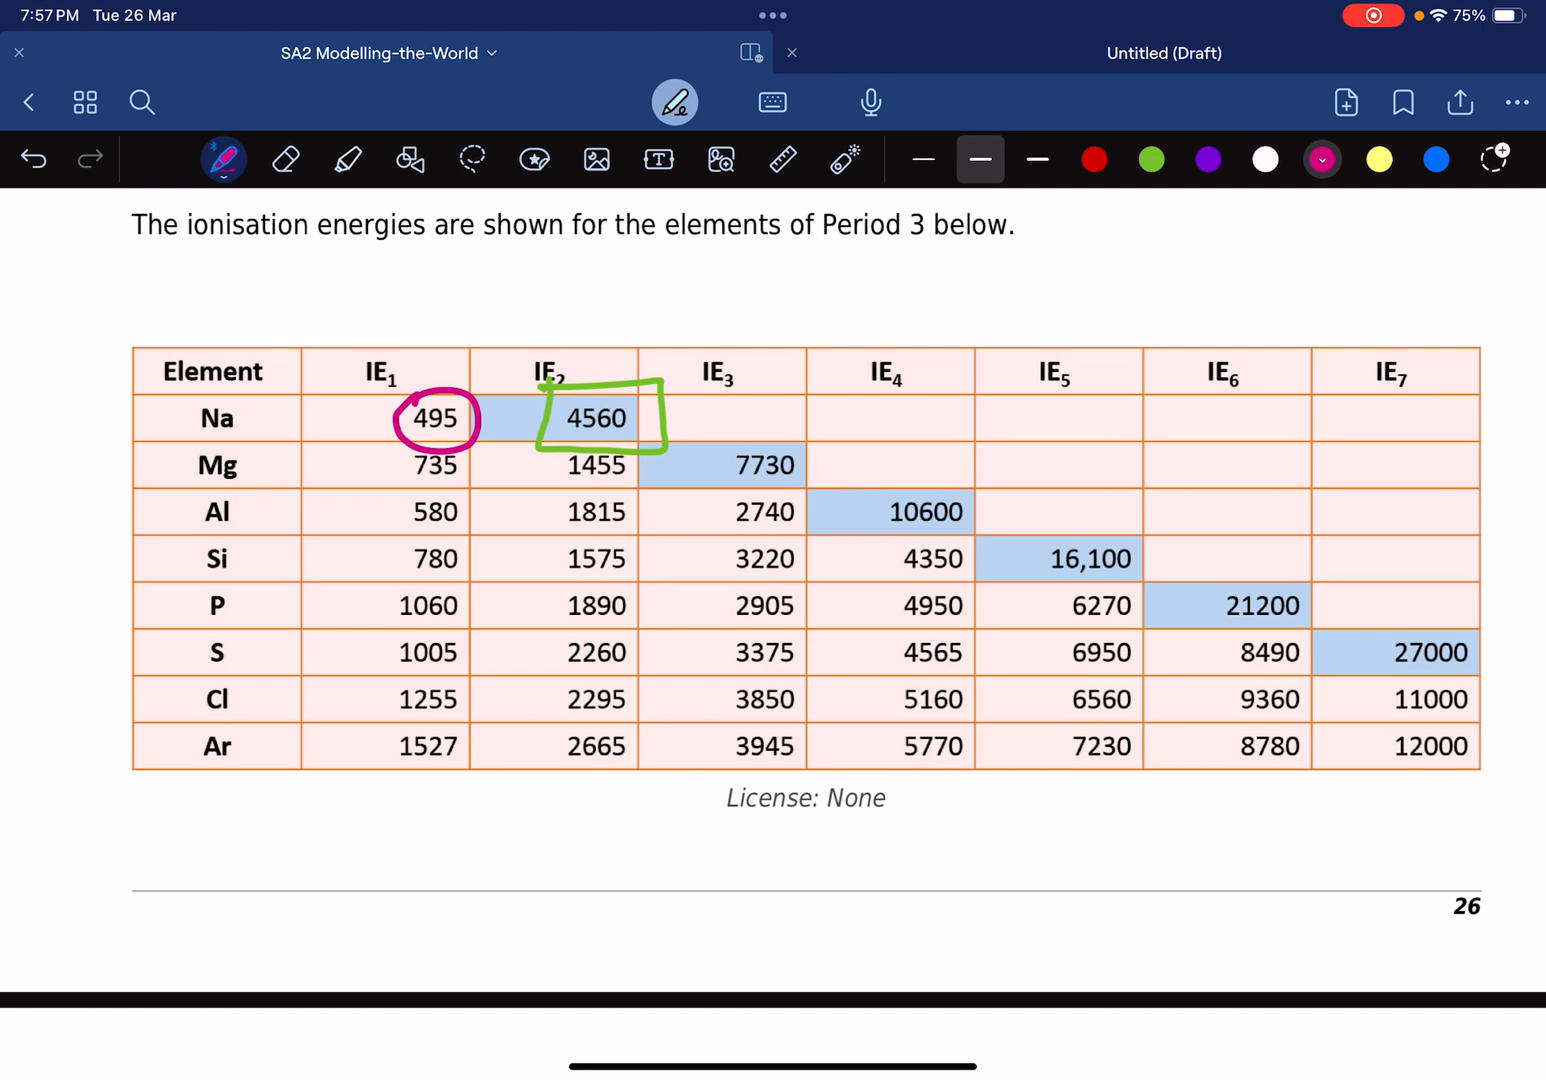 7:57 PM Tue 26 Mar 75%
SA2 Modelling-the-World Untitled (Draft)
The ionisation energies are shown for the elements of Period 3 below.
Element IE1 IE2 IE3 IE4 IE5 IE6 IE7
Na 495 4560
Mg 735 1455 7730
Al 580 1815 2740 10600
Si 780 1575 3220 4350 16,100
P 1060 1890 2905 4950 6270 21200
S 1005 2260 3375 4565 6950 8490 27000
Cl 1255 2295 3850 5160 6560 9360 11000
Ar 1527 2665 3945 5770 7230 8780 12000
License: None
26